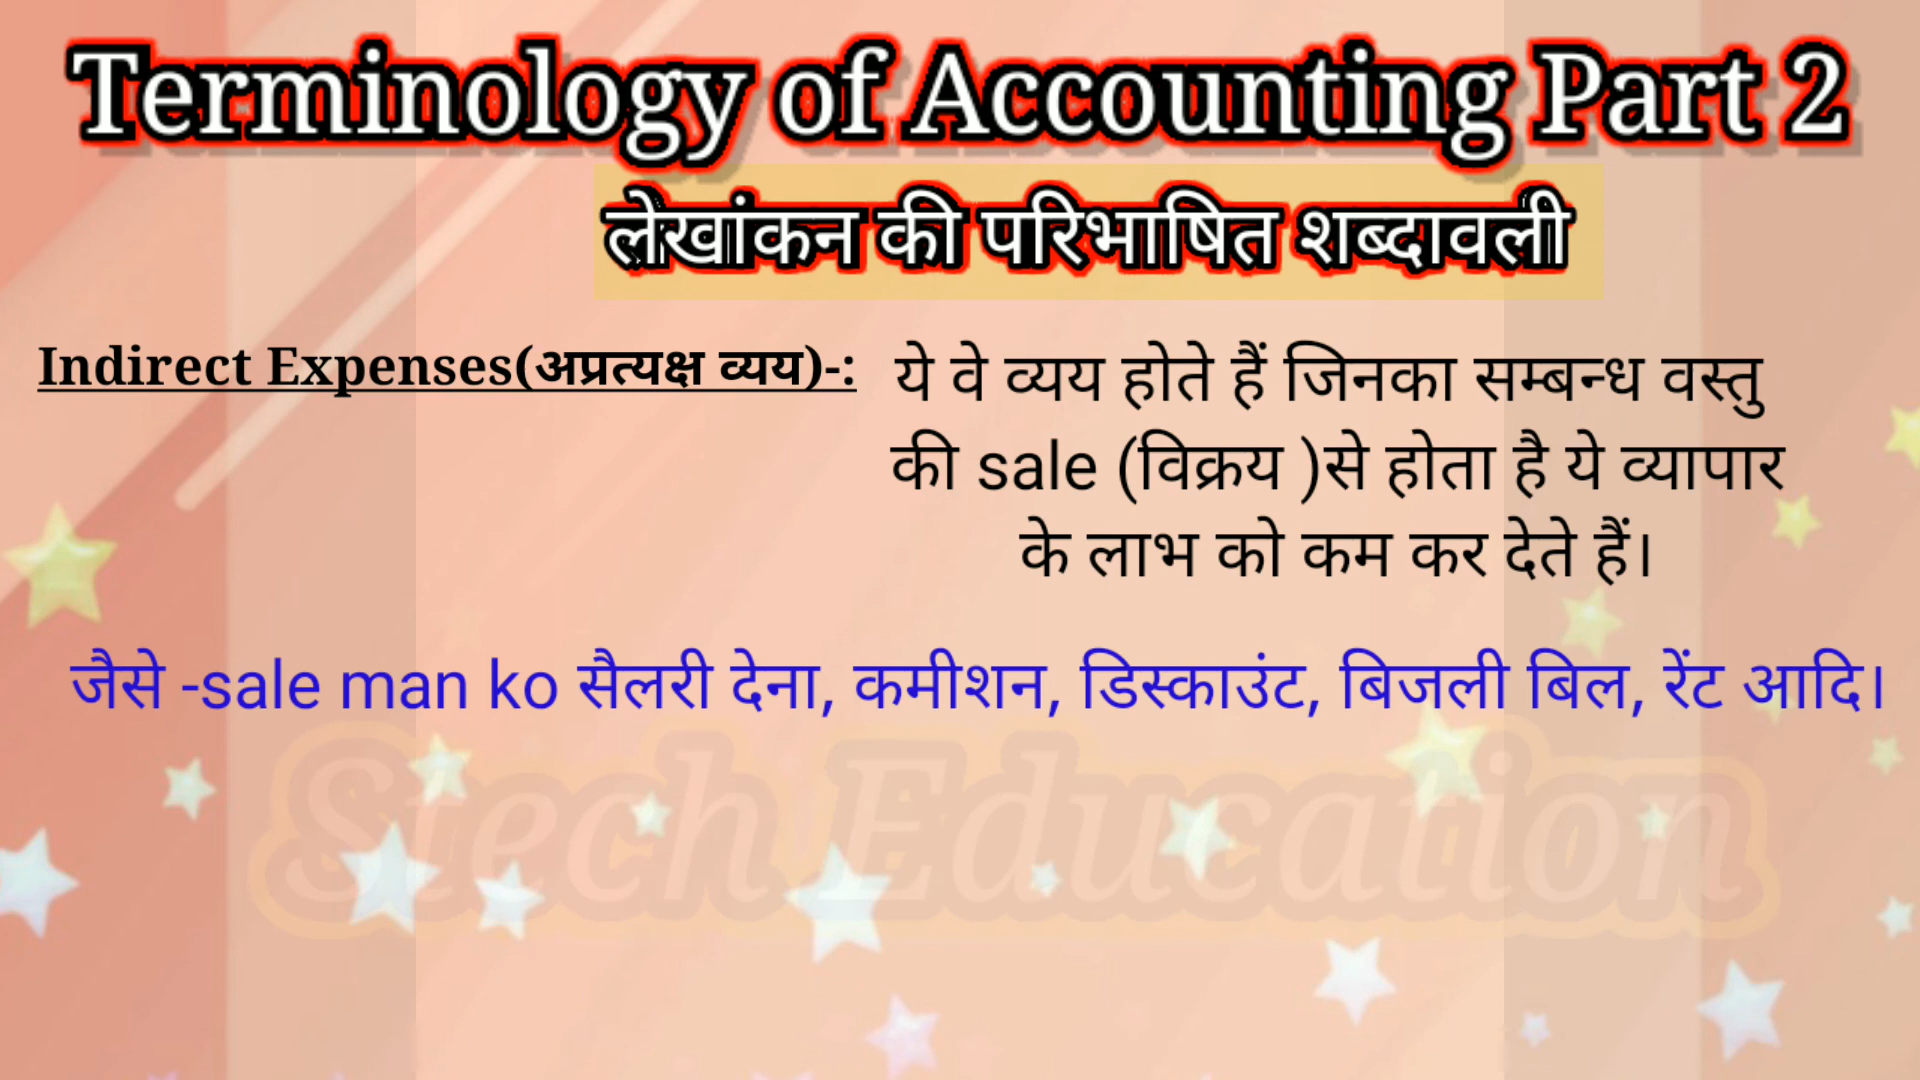 Terminology of Accounting Part 2
लेखांकन की परिभाषित शब्दावली
Indirect Expenses(अप्रत्यक्ष व्यय)-: ये वे व्यय होते हैं जिनका सम्बन्ध वस्तु
की sale (विक्रय )से होता है ये व्यापार
के लाभ को कम कर देते हैं।
जैसे -sale man ko सैलरी देना, कमीशन, डिस्काउंट, बिजली बिल, रेंट आदि।
Stech Education